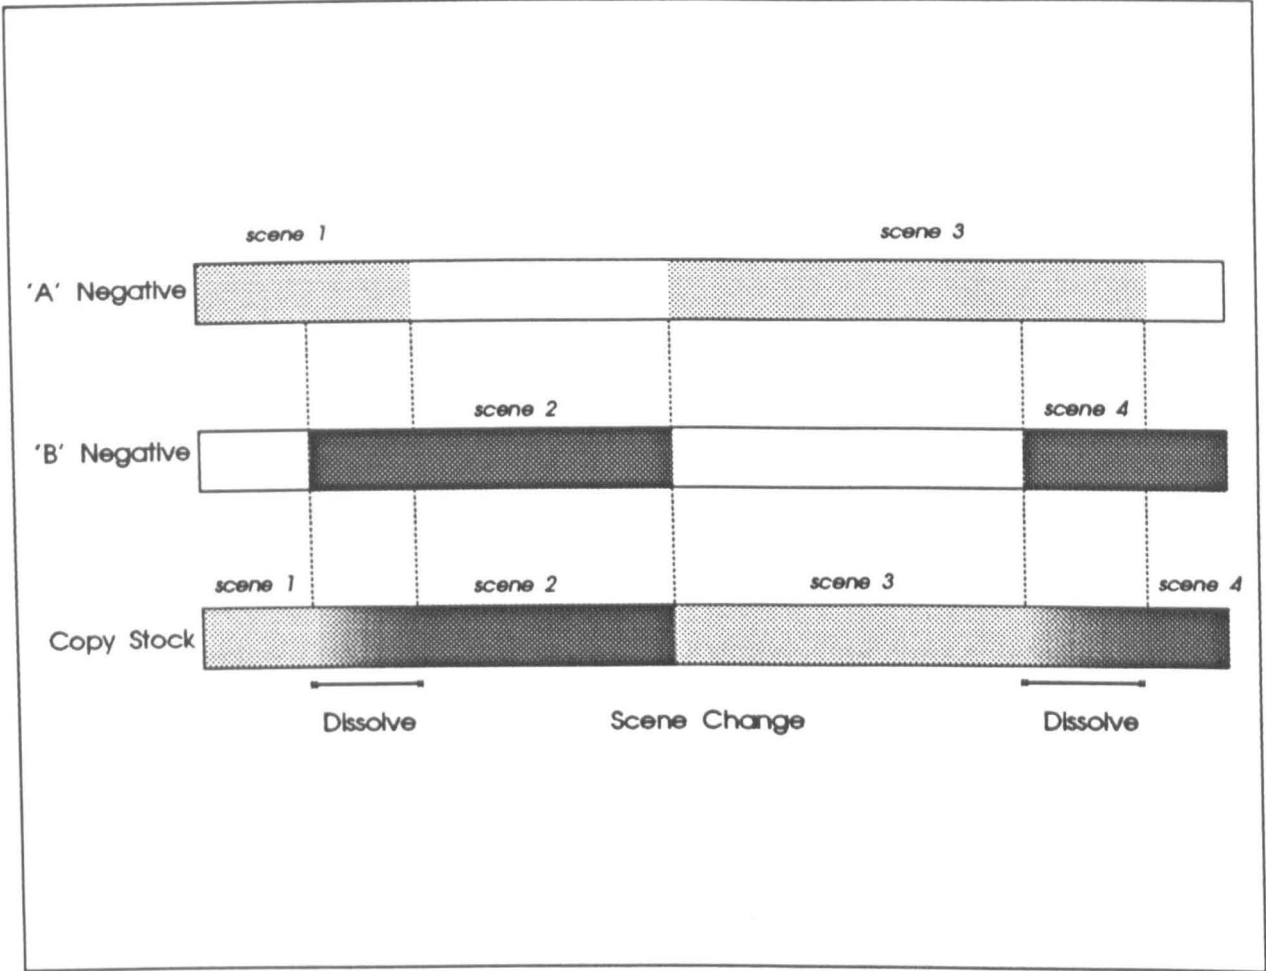 scene 1
scene 3
'A' Negative
scene 2
scene 4
'B' Negative
scene 1
scene 2
scene 3
scene 4
Copy Stock
Dissolve
Scene Change
Dissolve